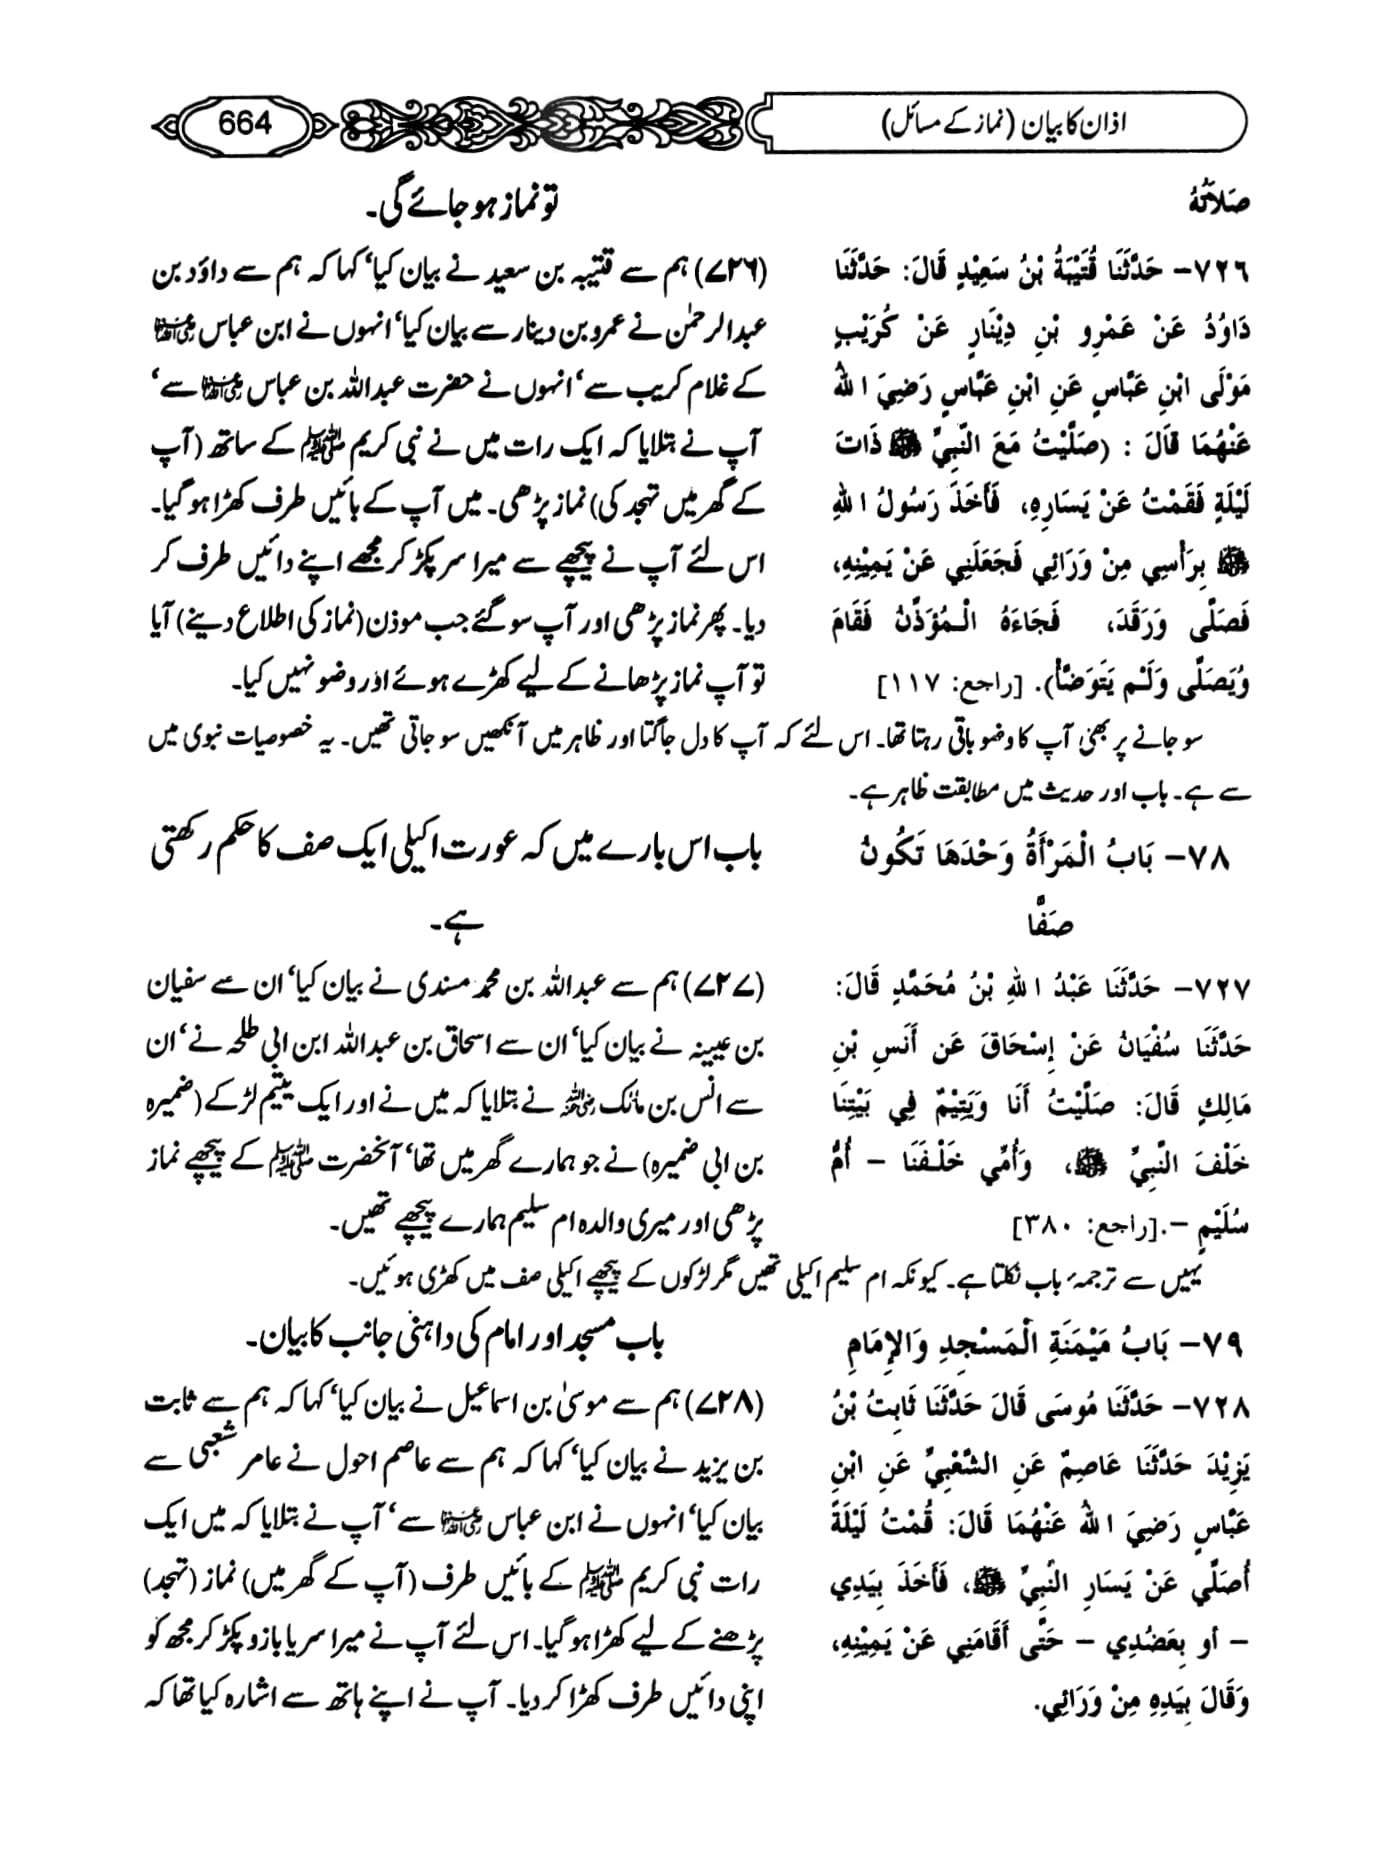 اذان کا بیان (نماز کے مسائل)
664
صَلاَتُهُ
تو نماز ہو جائے گی۔
٧٢٦- حَدَّثَنَا قُتَيْبَةُ بْنُ سَعِيْدٍ قَالَ: حَدَّثَنَا
دَاوُدُ عَنْ عَمْرِو بْنِ دِيْنَارٍ عَنْ كُرَيْبٍ
مَوْلَى ابْنِ عَبَّاسٍ عَنِ ابْنِ عَبَّاسٍ رَضِيَ اللهُ
عَنْهُمَا قَالَ : (صَلَّيْتُ مَعَ النَّبِيِّ ﷺ ذَاتَ
لَيْلَةٍ فَقَمْتُ عَنْ يَسَارِهِ، فَأَخَذَ رَسُولُ اللهِ
ﷺ بِرَأْسِي مِنْ وَرَائِي فَجَعَلَنِي عَنْ يَمِيْنِهِ،
فَصَلَّى وَرَقَدَ، فَجَاءَهُ الْمُؤَذِّنُ فَقَامَ
وُيَصَلَّى وَلَمْ يَتَوَضَّأْ). [راجع: ١١٧]
(۷۲۶) ہم سے قتیبہ بن سعید نے بیان کیا‘ کہا کہ ہم سے داؤد بن
عبدالرحمٰن نے عمرو بن دینار سے بیان کیا‘ انہوں نے ابن عباس رضی اللہ عنہما
کے غلام کریب سے‘ انہوں نے حضرت عبداللہ بن عباس رضی اللہ عنہما سے‘
آپ نے بتلایا کہ ایک رات میں نے نبی کریم ﷺ کے ساتھ (آپ
کے گھر میں تہجد کی) نماز پڑھی۔ میں آپ کے بائیں طرف کھڑا ہو گیا۔
اس لئے آپ نے پیچھے سے میرا سر پکڑ کر مجھے اپنے دائیں طرف کر
دیا۔ پھر نماز پڑھی اور آپ سو گئے جب موذن (نماز کی اطلاع دینے) آیا
تو آپ نماز پڑھانے کے لیے کھڑے ہوئے اور وضو نہیں کیا۔
سو جانے پر بھی آپ کا وضو باقی رہتا تھا۔ اس لئے کہ آپ کا دل جاگتا اور ظاہر میں آنکھیں سو جاتی تھیں۔ یہ خصوصیات نبوی میں
سے ہے۔ باب اور حدیث میں مطابقت ظاہر ہے۔
٧٨- بَابُ الْمَرْأَةُ وَحْدَهَا تَكُونُ
صَفًّا
باب اس بارے میں کہ عورت اکیلی ایک صف کا حکم رکھتی
ہے۔
٧٢٧- حَدَّثَنَا عَبْدُ اللهِ بْنُ مُحَمَّدٍ قَالَ:
حَدَّثَنَا سُفْيَانُ عَنْ إِسْحَاقَ عَن أَنَسِ بْنِ
مَالِكٍ قَالَ: صَلَّيْتُ أَنَا وَيَتِيْمٌ فِي بَيْتِنَا
خَلْفَ النَّبِيِّ ﷺ، وَأُمِّي خَلْفَنَا - أُمُّ
سُلَيْمٍ -.[راجع: ٣٨٠]
(۷۲۷) ہم سے عبداللہ بن محمد مسندی نے بیان کیا‘ ان سے سفیان
بن عیینہ نے بیان کیا‘ ان سے اسحاق بن عبداللہ ابن ابی طلحہ نے‘ ان
سے انس بن مالک رضی اللہ عنہ نے بتلایا کہ میں نے اور ایک یتیم لڑکے (ضمیرہ
بن ابی ضمیرہ) نے جو ہمارے گھر میں تھا‘ آنحضرت ﷺ کے پیچھے نماز
پڑھی اور میری والدہ ام سلیم ہمارے پیچھے تھیں۔
یہیں سے ترجمہء باب نکلتا ہے۔ کیونکہ ام سلیم اکیلی تھیں مگر لڑکوں کے پیچھے اکیلی صف میں کھڑی ہوئیں۔
٧٩- بَابُ مَيْمَنَةِ الْمَسْجِدِ وَالإِمَامِ
باب مسجد اور امام کی داہنی جانب کا بیان۔
٧٢٨- حَدَّثَنَا مُوسَى قَالَ حَدَّثَنَا ثَابِتُ بْنُ
يَزِيْدَ حَدَّثَنَا عَاصِمٌ عَنِ الشَّعْبِيِّ عَنِ ابْنِ
عَبَّاسٍ رَضِيَ اللهُ عَنْهُمَا قَالَ: قُمْتُ لَيْلَةً
أُصَلِّي عَنْ يَسَارِ النَّبِيِّ ﷺ، فَأَخَذَ بِيَدِي
- أو بِعَضُدِي - حَتَّى أَقَامَنِي عَنْ يَمِيْنِهِ،
وَقَالَ بِيَدِهِ مِنْ وَرَائِي.
(۷۲۸) ہم سے موسیٰ بن اسماعیل نے بیان کیا‘ کہا کہ ہم سے ثابت
بن یزید نے بیان کیا‘ کہا کہ ہم سے عاصم احول نے عامر شعبی سے
بیان کیا‘ انہوں نے ابن عباس رضی اللہ عنہما سے‘ آپ نے بتلایا کہ میں ایک
رات نبی کریم ﷺ کے بائیں طرف (آپ کے گھر میں) نماز (تہجد)
پڑھنے کے لیے کھڑا ہو گیا۔ اس لئے آپ نے میرا سر یا بازو پکڑ کر مجھ کو
اپنی دائیں طرف کھڑا کر دیا۔ آپ نے اپنے ہاتھ سے اشارہ کیا تھا کہ